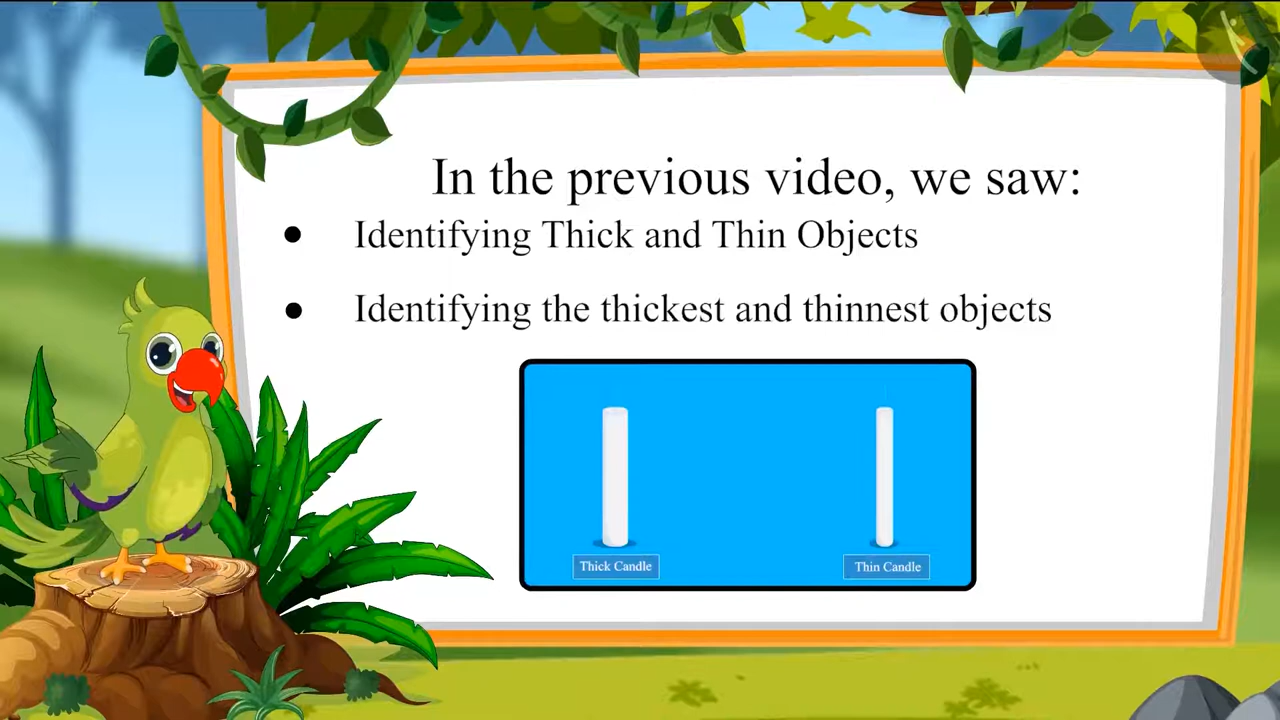 In the previous video, we saw:
● Identifying Thick and Thin Objects
● Identifying the thickest and thinnest objects
Thick Candle
Thin Candle